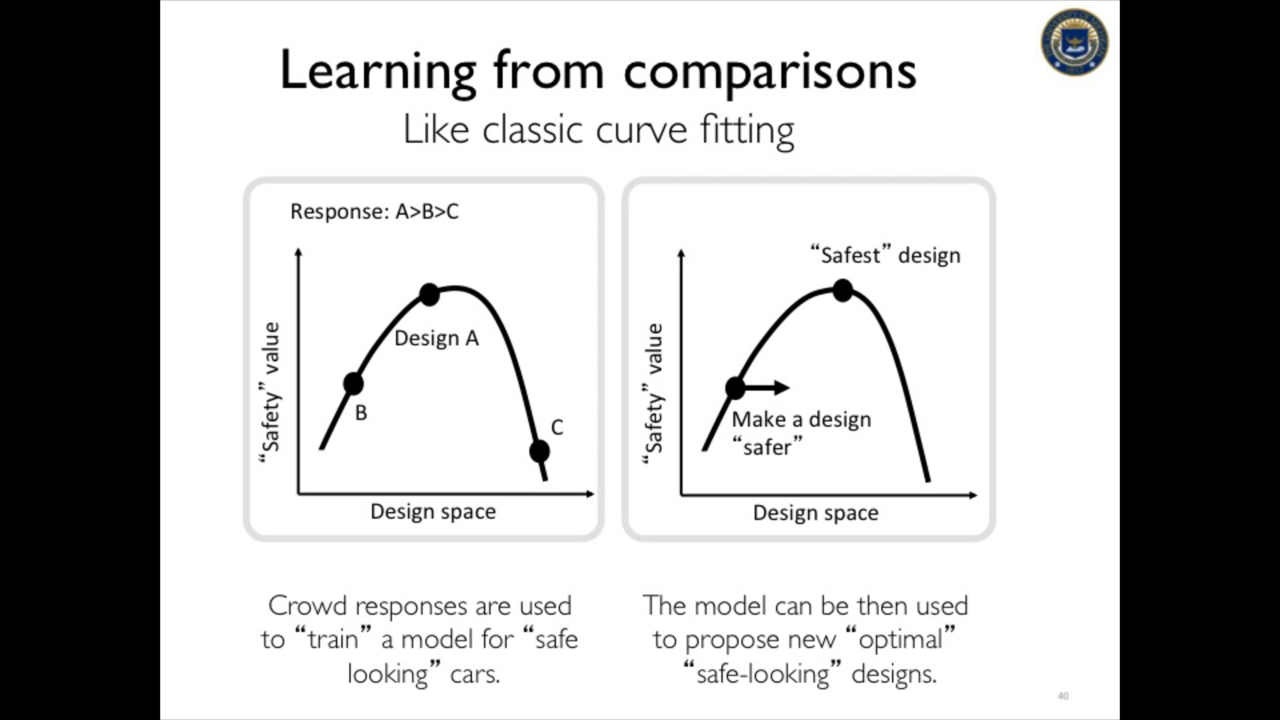 Learning from comparisons
Like classic curve fitting
Response: A>B>C
“Safety” value
Design A
B
C
Design space
“Safest” design
“Safety” value
Make a design
“safer”
Design space
Crowd responses are used
to “train” a model for “safe
looking” cars.
The model can be then used
to propose new “optimal”
“safe-looking” designs.
40